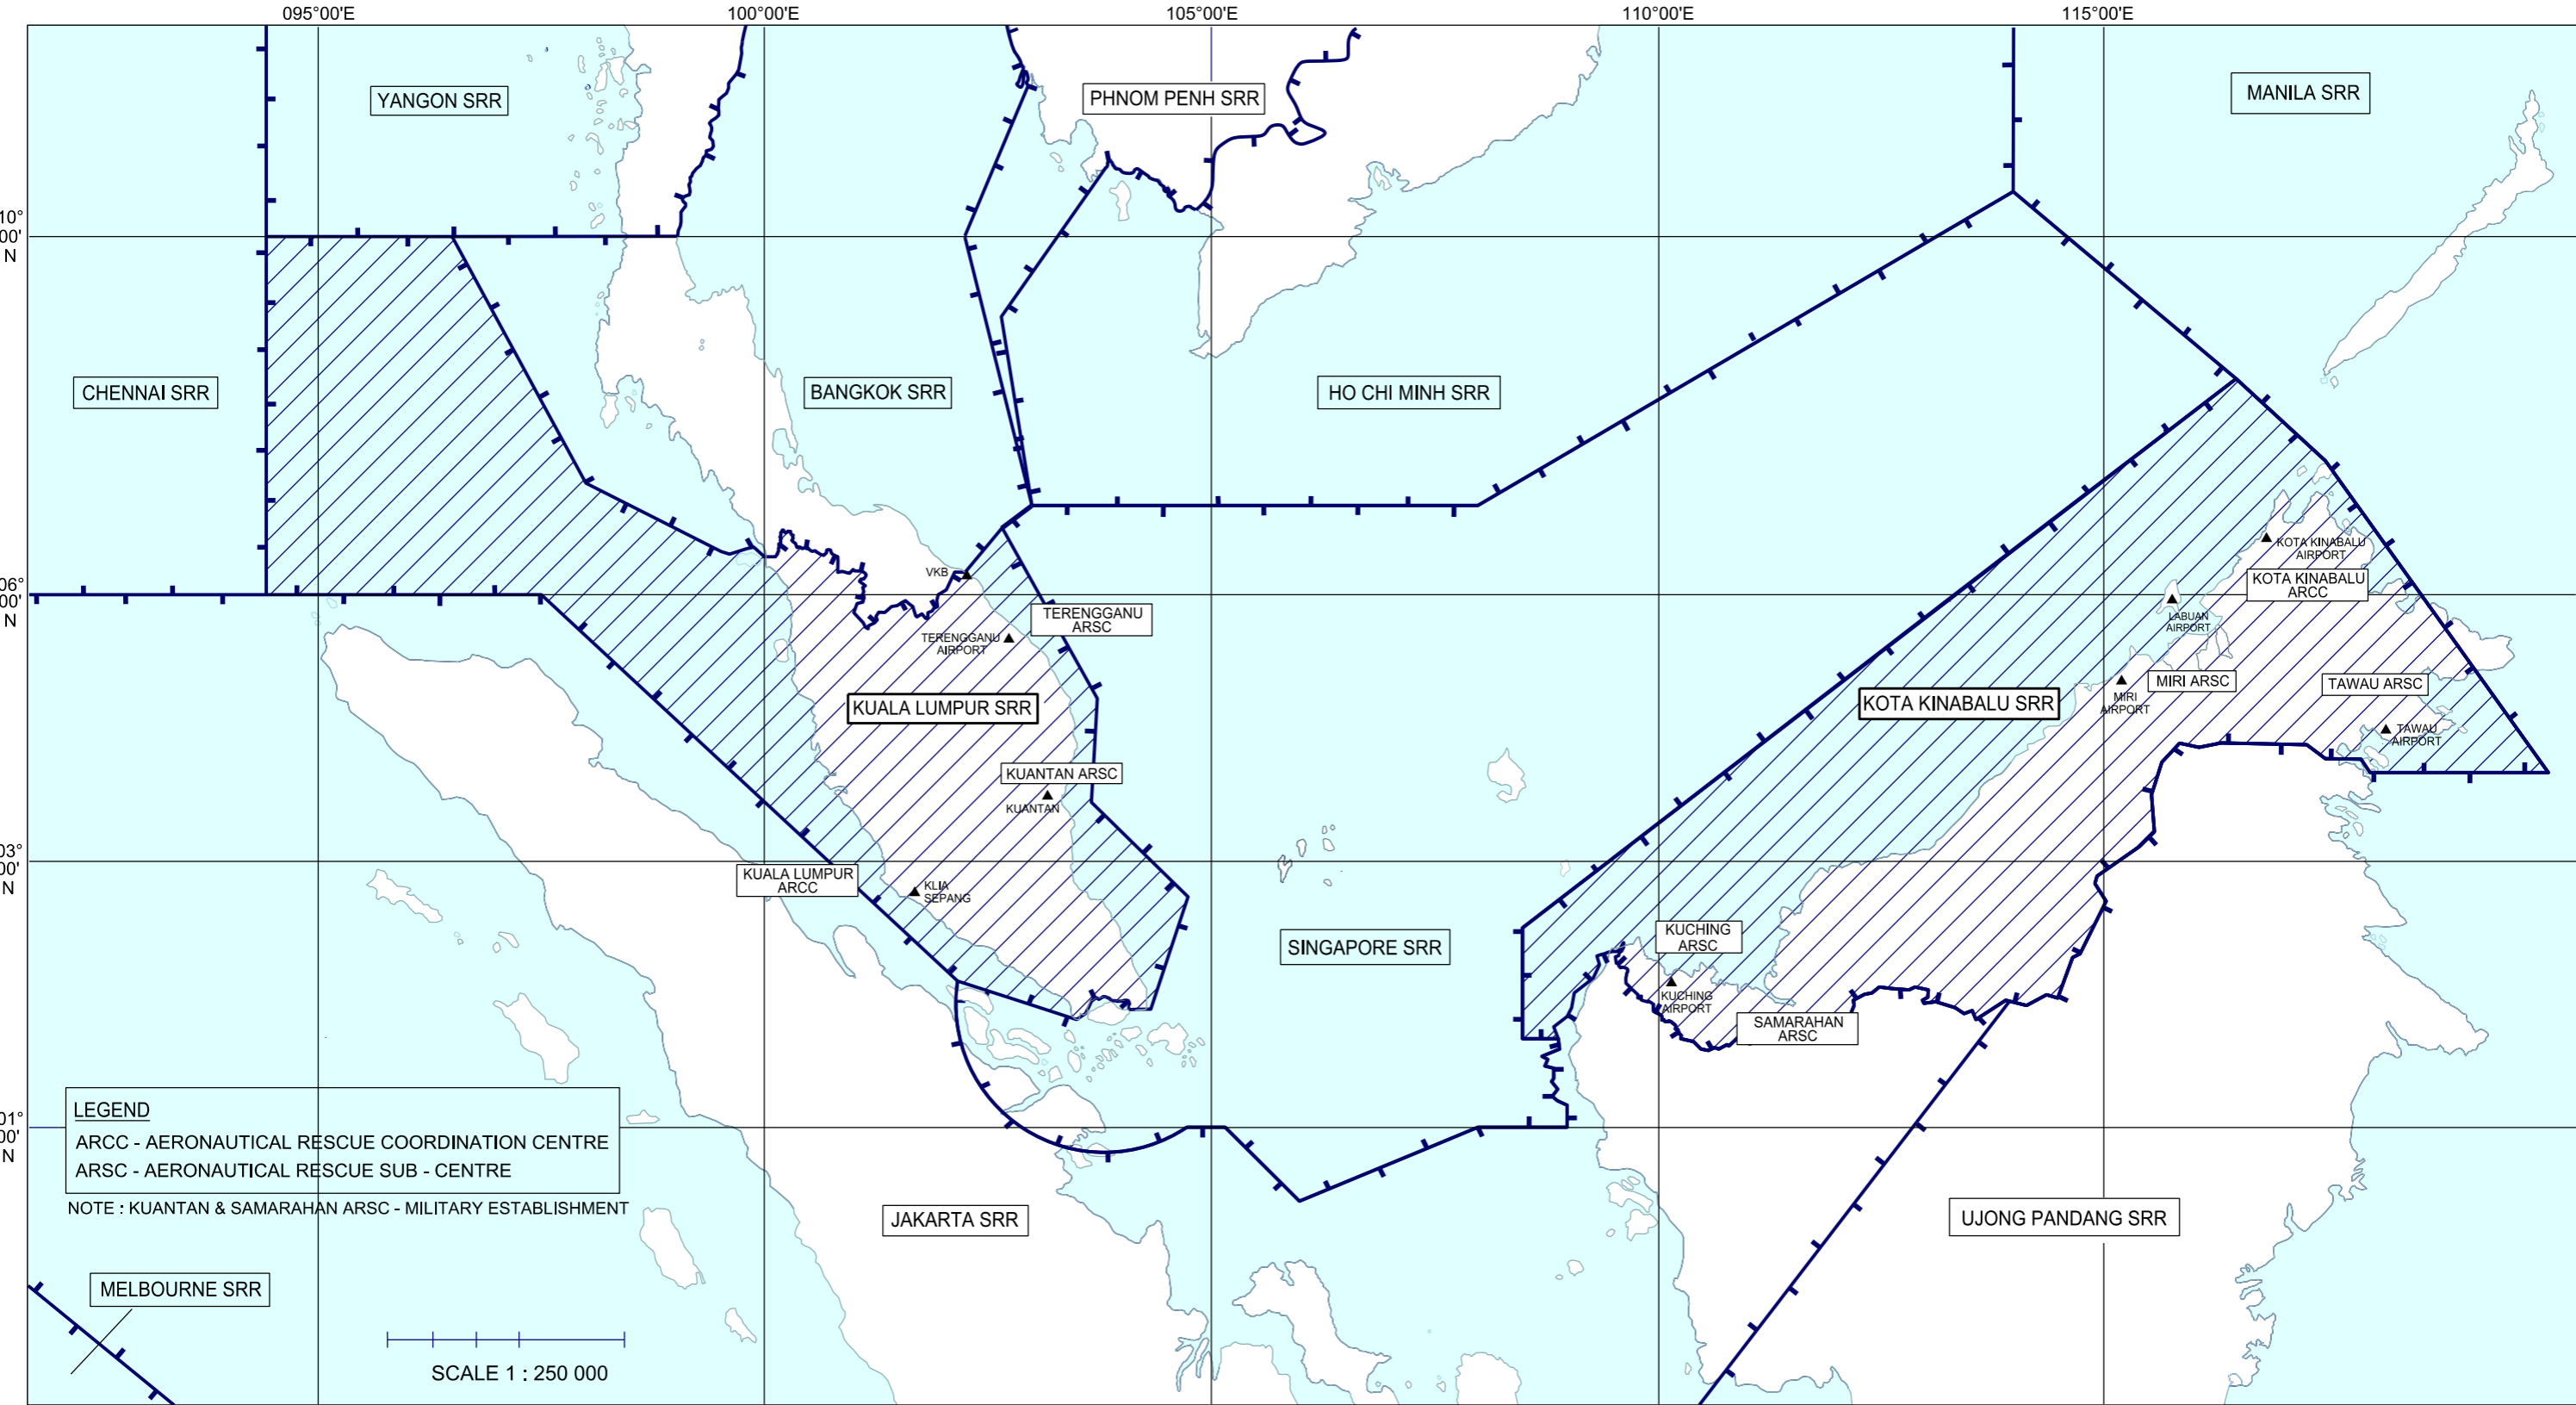 095°00'E
100°00'E
105°00'E
110°00'E
115°00'E
YANGON SRR
PHNOM PENH SRR
MANILA SRR
10°
00'
N
CHENNAI SRR
BANGKOK SRR
HO CHI MINH SRR
KOTA KINABALU
AIRPORT
VKB
KOTA KINABALU
ARCC
06°
00'
N
TERENGGANU
ARSC
LABUAN
AIRPORT
TERENGGANU
AIRPORT
MIRI ARSC
TAWAU ARSC
KUALA LUMPUR SRR
KOTA KINABALU SRR
MIRI
AIRPORT
TAWAU
AIRPORT
KUANTAN ARSC
KUANTAN
03°
00'
N
KUALA LUMPUR
ARCC
KLIA
SEPANG
SINGAPORE SRR
KUCHING
ARSC
KUCHING
AIRPORT
SAMARAHAN
ARSC
LEGEND
ARCC - AERONAUTICAL RESCUE COORDINATION CENTRE
ARSC - AERONAUTICAL RESCUE SUB - CENTRE
01°
00'
N
NOTE : KUANTAN & SAMARAHAN ARSC - MILITARY ESTABLISHMENT
JAKARTA SRR
UJONG PANDANG SRR
MELBOURNE SRR
SCALE 1 : 250 000